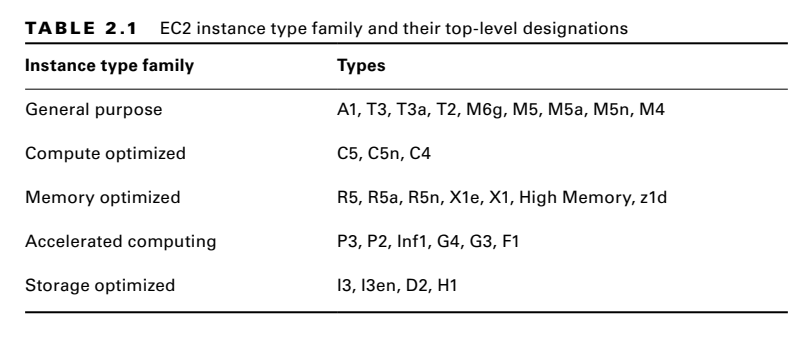 TABLE 2.1 EC2 instance type family and their top-level designations
Instance type family Types
General purpose A1, T3, T3a, T2, M6g, M5, M5a, M5n, M4
Compute optimized C5, C5n, C4
Memory optimized R5, R5a, R5n, X1e, X1, High Memory, z1d
Accelerated computing P3, P2, Inf1, G4, G3, F1
Storage optimized I3, I3en, D2, H1